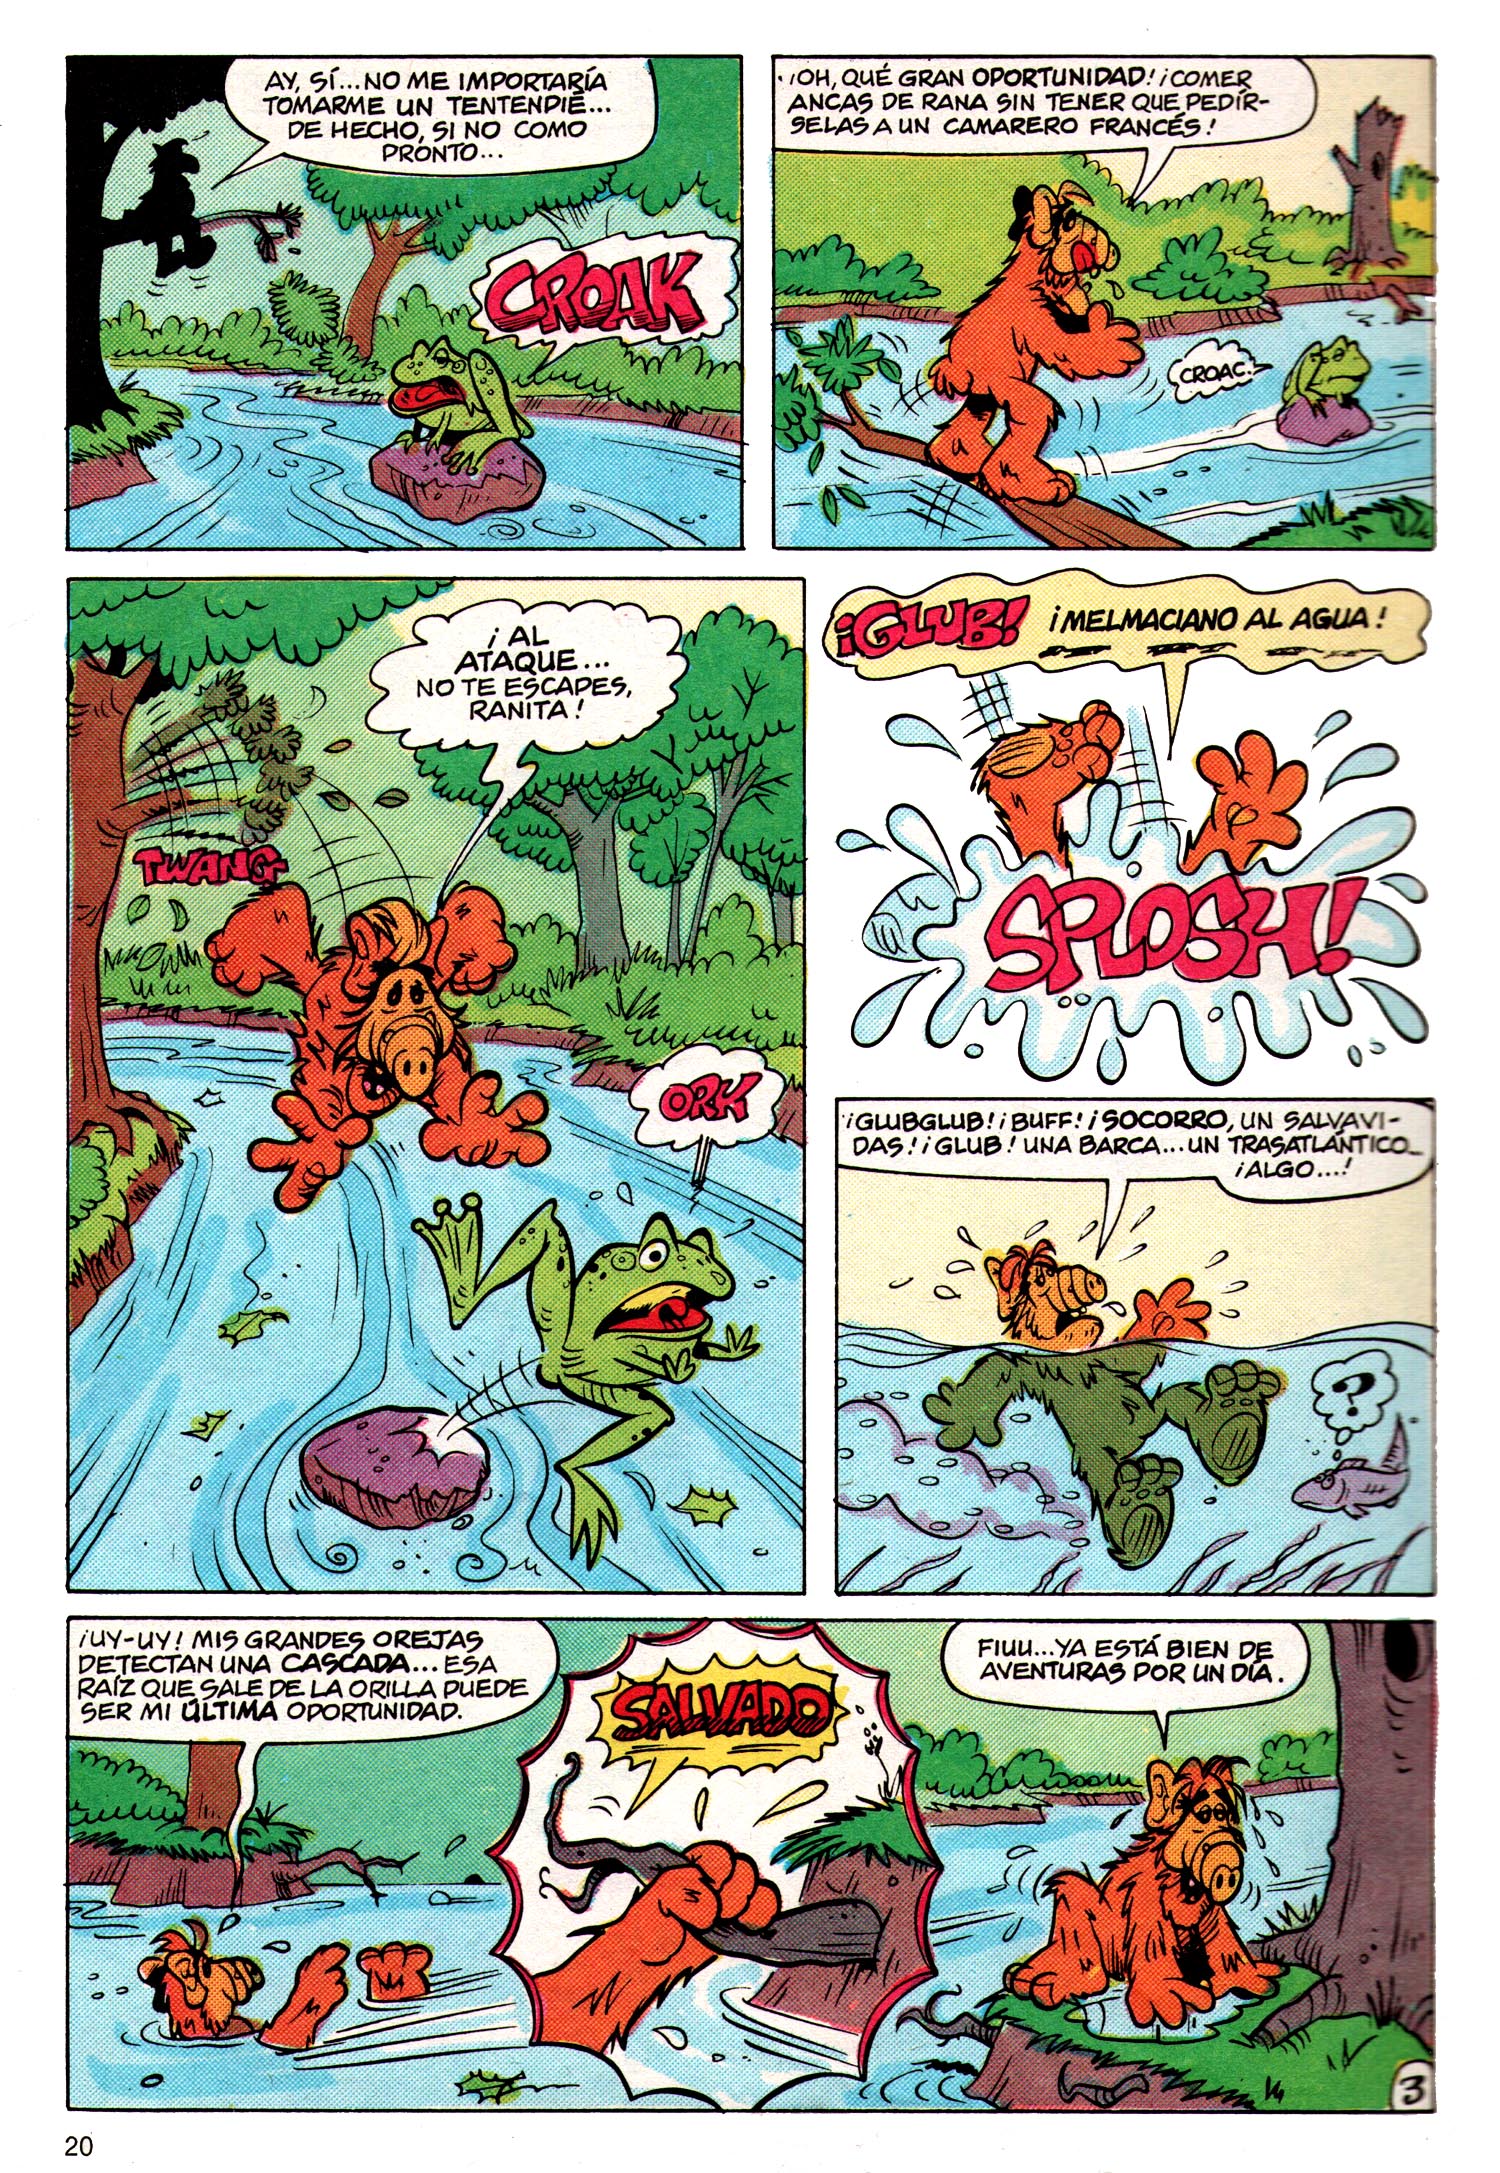 AY, SÍ... NO ME IMPORTARÍA
TOMARME UN TENTENDIÉ...
DE HECHO, SI NO COMO
PRONTO...
CROAK
¡OH, QUÉ GRAN OPORTUNIDAD! ¡COMER
ANCAS DE RANA SIN TENER QUE PEDÍR-
SELAS A UN CAMARERO FRANCÉS!
CROAC.
¡AL
ATAQUE...
NO TE ESCAPES,
RANITA!
TWANG
ORK
¡GLUB! ¡MELMACIANO AL AGUA!
SPLOSH!
¡GLUBGLUB! ¡BUFF! ¡SOCORRO, UN SALVAVI-
DAS! ¡GLUB! UNA BARCA... UN TRASATLÁNTICO...
¡ALGO...!
?
¡UY-UY! MIS GRANDES OREJAS
DETECTAN UNA CASCADA... ESA
RAÍZ QUE SALE DE LA ORILLA PUEDE
SER MI ÚLTIMA OPORTUNIDAD.
SALVADO
FIUU... YA ESTÁ BIEN DE
AVENTURAS POR UN DÍA.
3
20